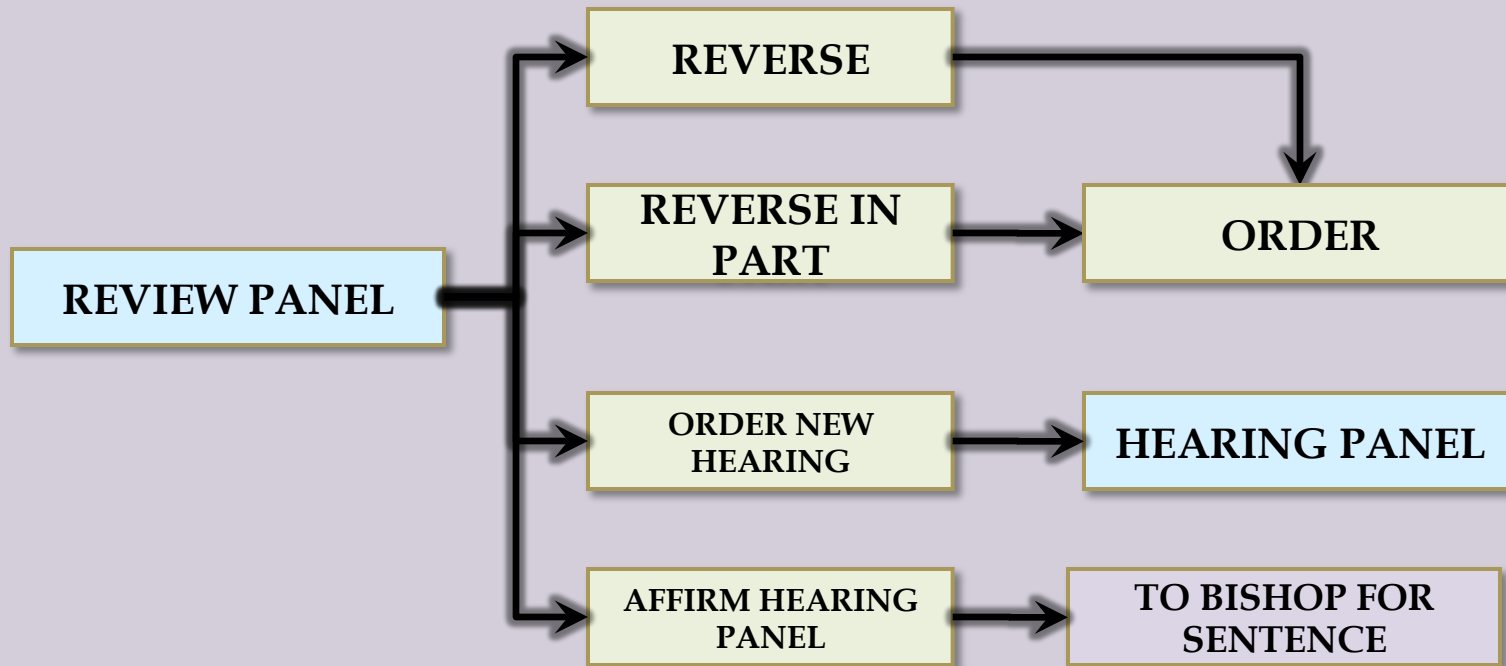 REVERSE
REVERSE IN
PART
ORDER
REVIEW PANEL
ORDER NEW
HEARING
HEARING PANEL
AFFIRM HEARING
PANEL
TO BISHOP FOR
SENTENCE